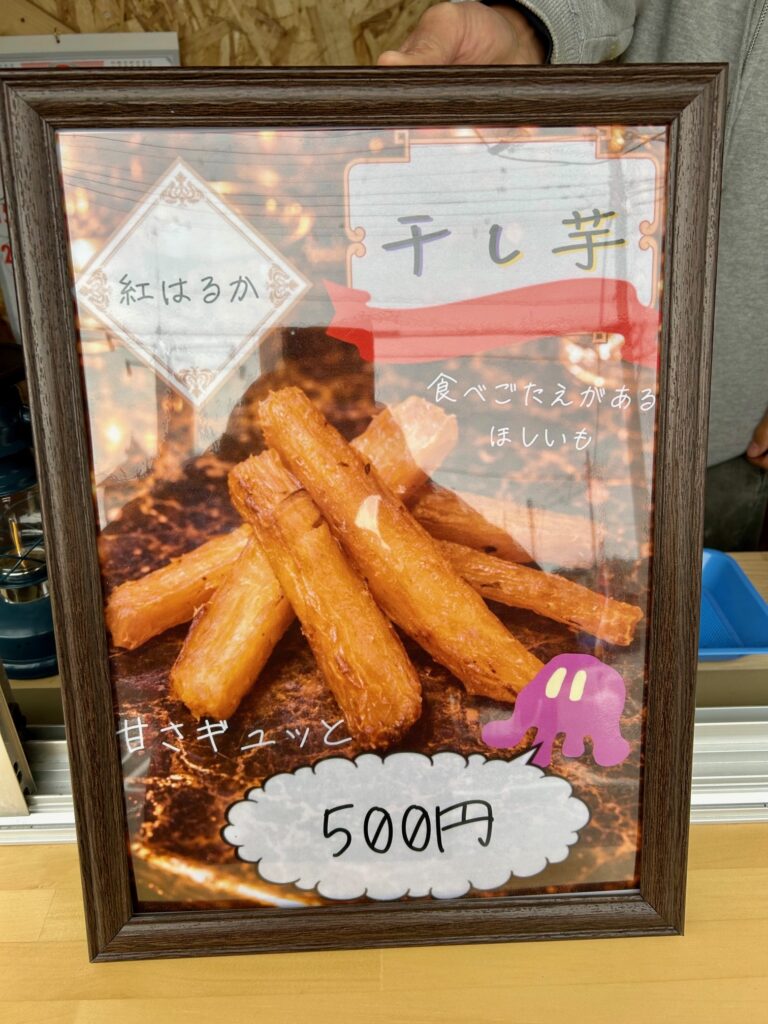 紅はるか
干し芋
食べごたえがある
ほしいも
甘さギュッと
500円